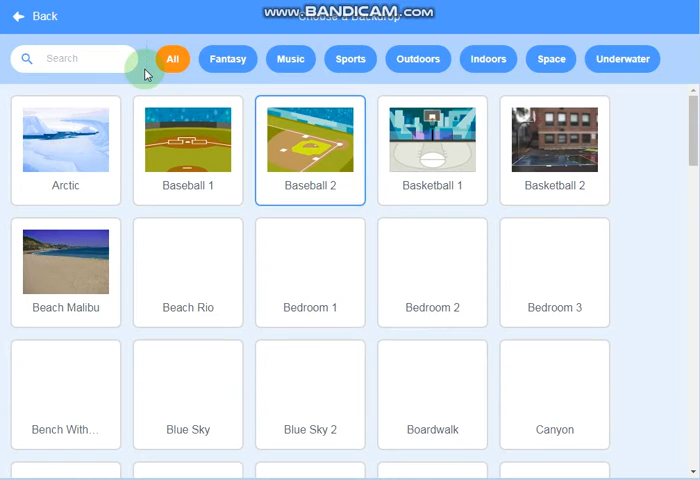 Back
Choose a Backdrop
www.BANDICAM.com
Search
All
Fantasy
Music
Sports
Outdoors
Indoors
Space
Underwater
Arctic
Baseball 1
Baseball 2
Basketball 1
Basketball 2
Beach Malibu
Beach Rio
Bedroom 1
Bedroom 2
Bedroom 3
Bench With...
Blue Sky
Blue Sky 2
Boardwalk
Canyon